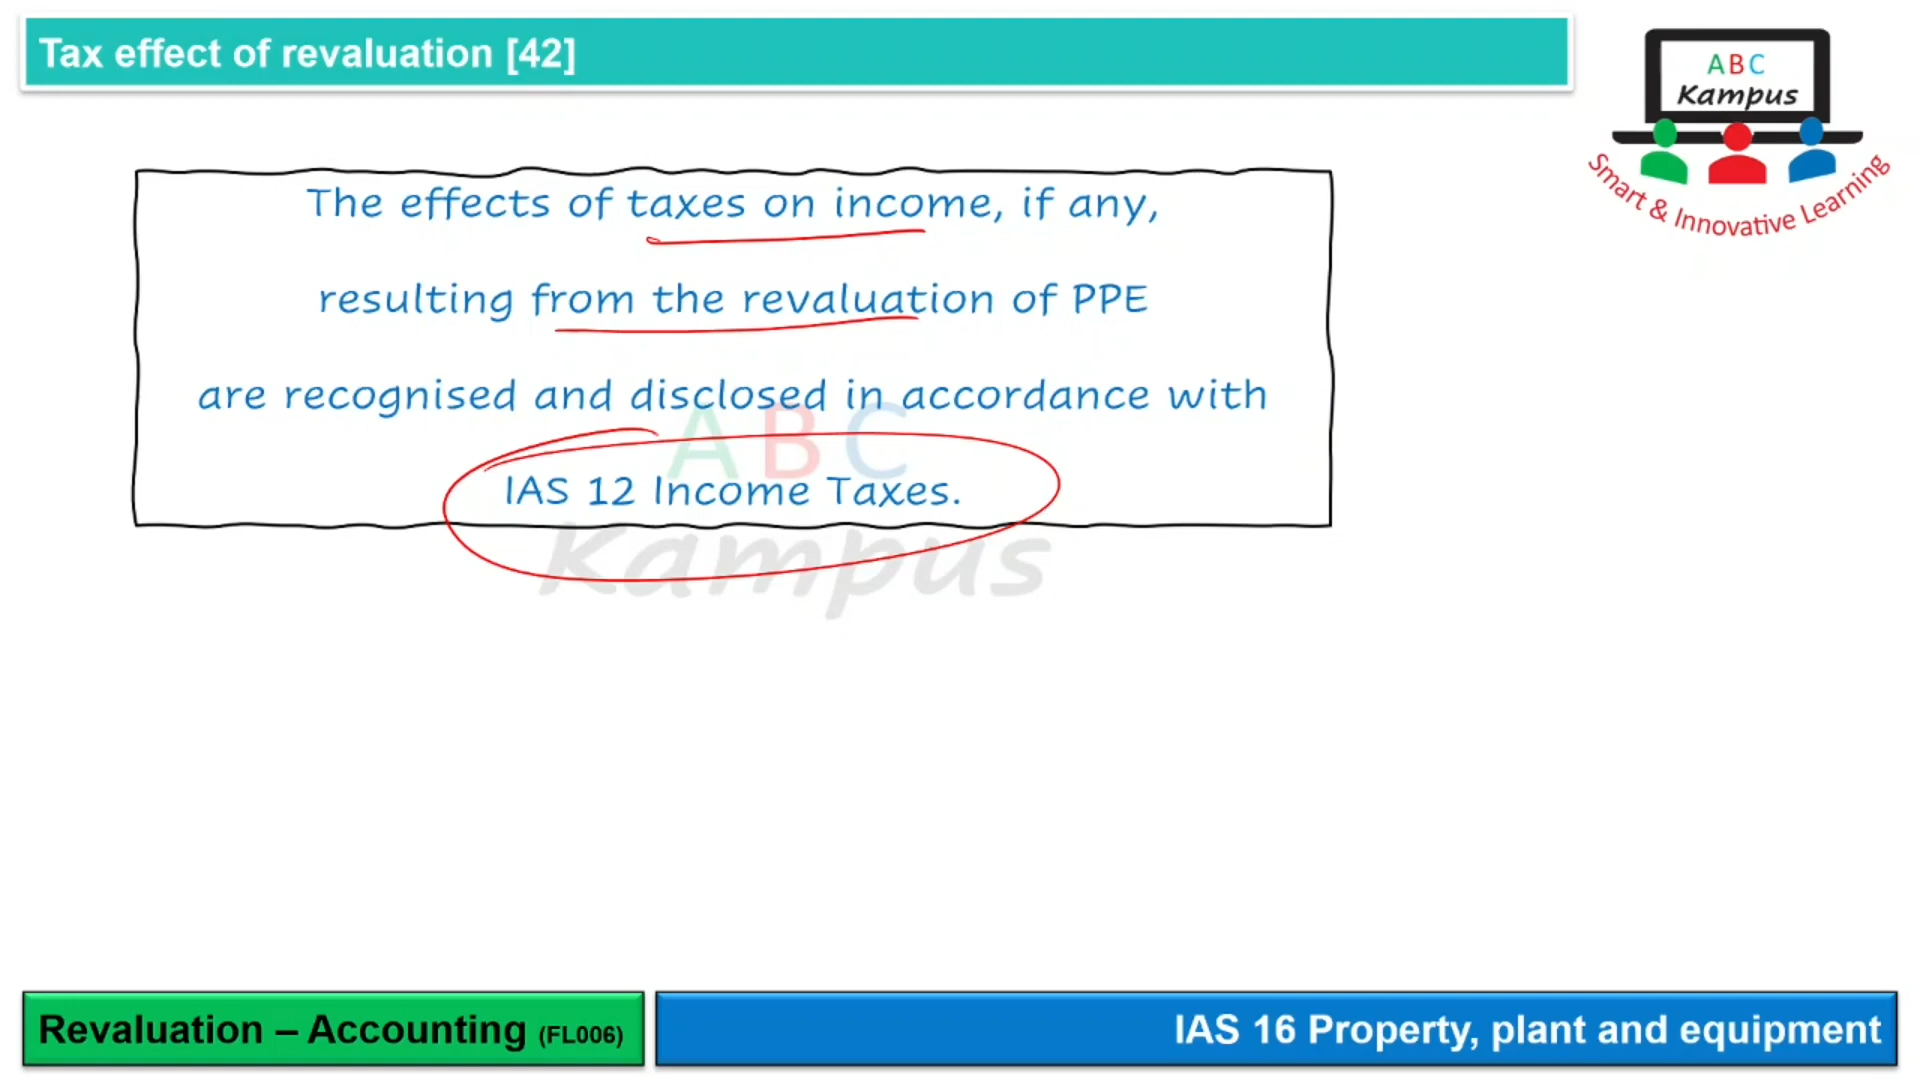 Tax effect of revaluation [42]
ABC
Kampus
Smart & Innovative Learning
The effects of taxes on income, if any,
resulting from the revaluation of PPE
are recognised and disclosed in accordance with
IAS 12 Income Taxes.
ABC
Kampus
Revaluation – Accounting (FL006)
IAS 16 Property, plant and equipment